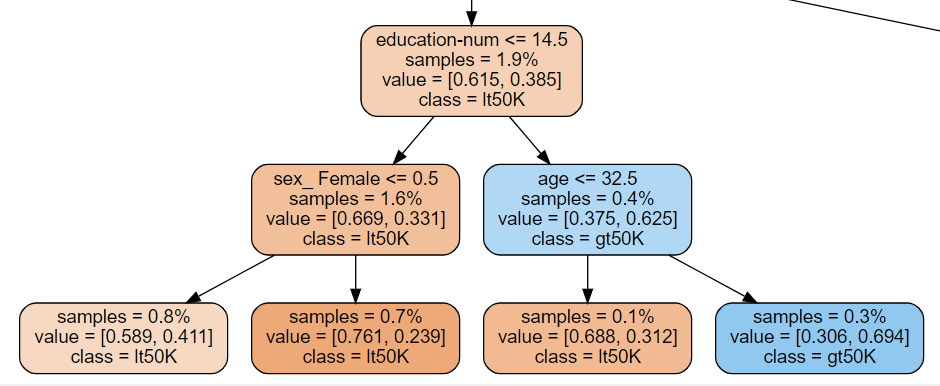 education-num <= 14.5
samples = 1.9%
value = [0.615, 0.385]
class = lt50K
sex_ Female <= 0.5
samples = 1.6%
value = [0.669, 0.331]
class = lt50K
age <= 32.5
samples = 0.4%
value = [0.375, 0.625]
class = gt50K
samples = 0.8%
value = [0.589, 0.411]
class = lt50K
samples = 0.7%
value = [0.761, 0.239]
class = lt50K
samples = 0.1%
value = [0.688, 0.312]
class = lt50K
samples = 0.3%
value = [0.306, 0.694]
class = gt50K